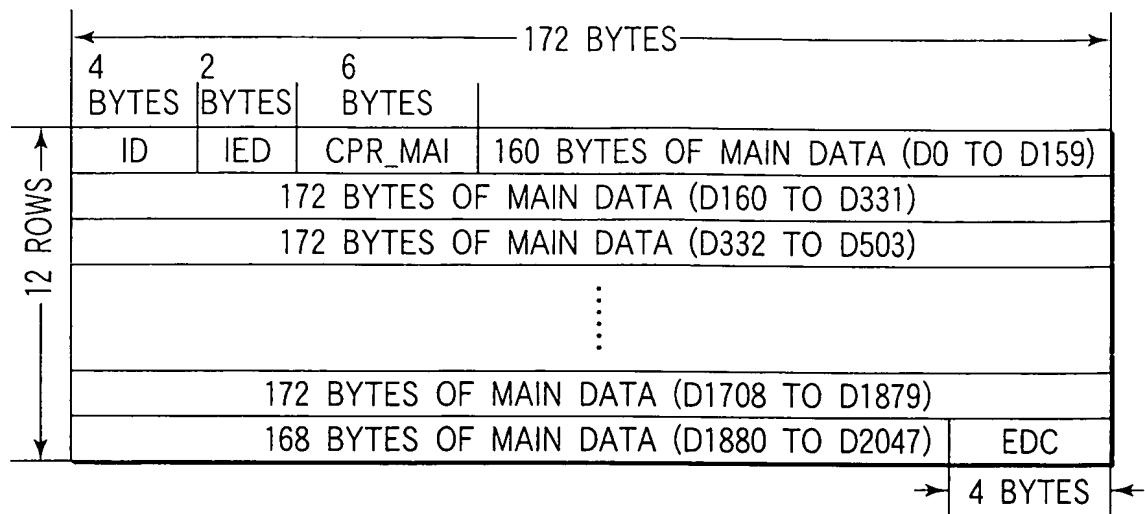 172 BYTES
4 2 6
BYTES BYTES BYTES
ID IED CPR_MAI 160 BYTES OF MAIN DATA (D0 TO D159)
172 BYTES OF MAIN DATA (D160 TO D331)
12 ROWS
172 BYTES OF MAIN DATA (D332 TO D503)
172 BYTES OF MAIN DATA (D1708 TO D1879)
168 BYTES OF MAIN DATA (D1880 TO D2047) EDC
4 BYTES